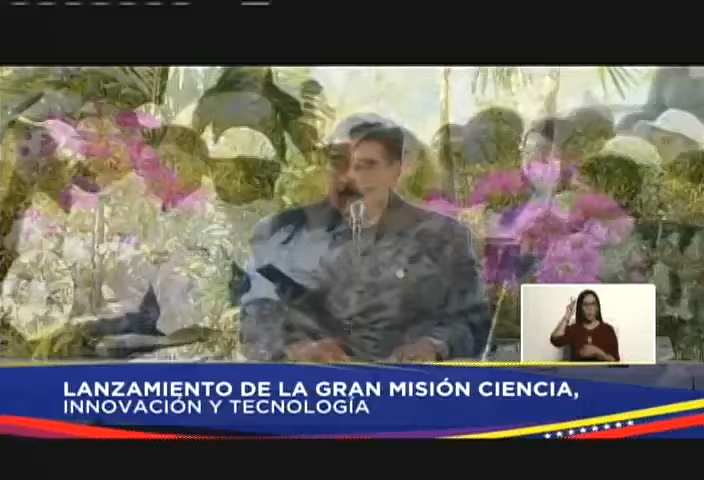 LANZAMIENTO DE LA GRAN MISIÓN CIENCIA,
INNOVACIÓN Y TECNOLOGÍA